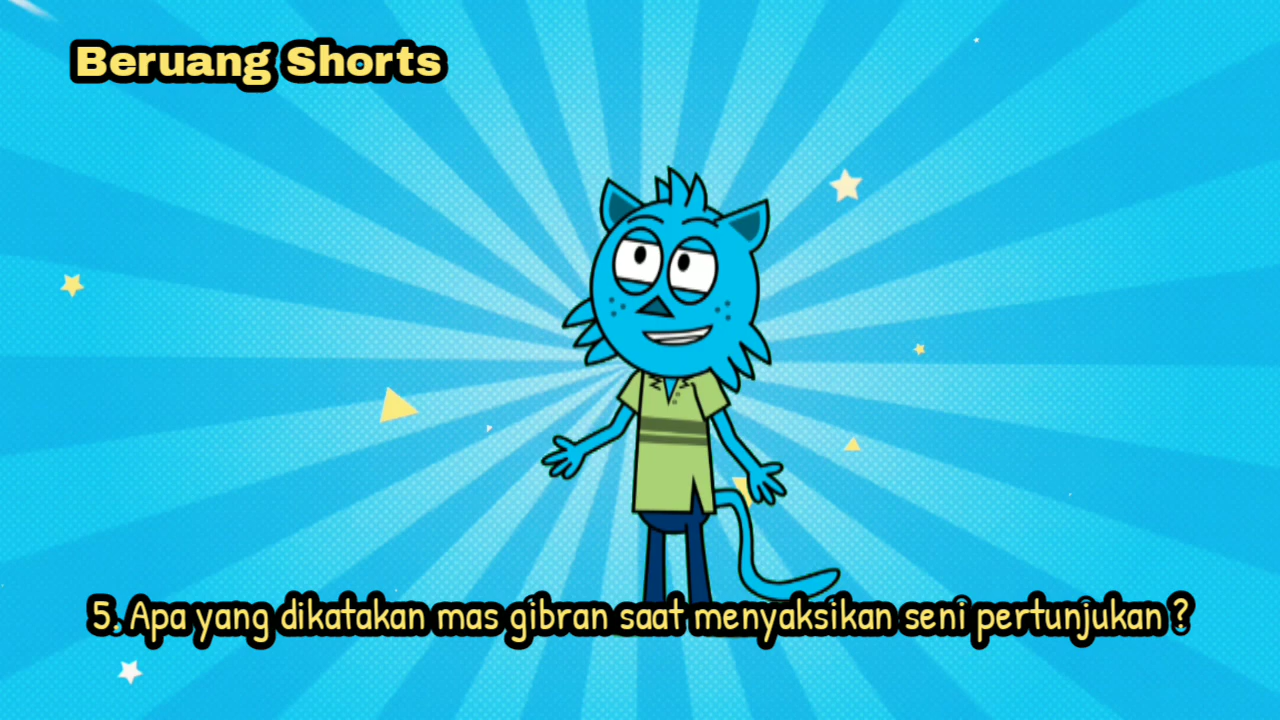 Beruang Shorts
5. Apa yang dikatakan mas gibran saat menyaksikan seni pertunjukan ?